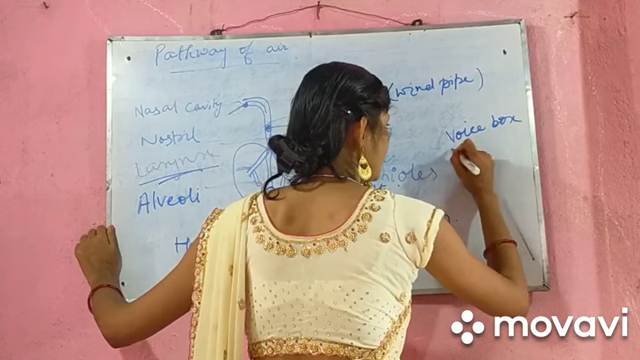 Pathway of air
(wind pipe)
Nasal cavity
Voice box
Nostril
Larynx
Alveoli
movavi